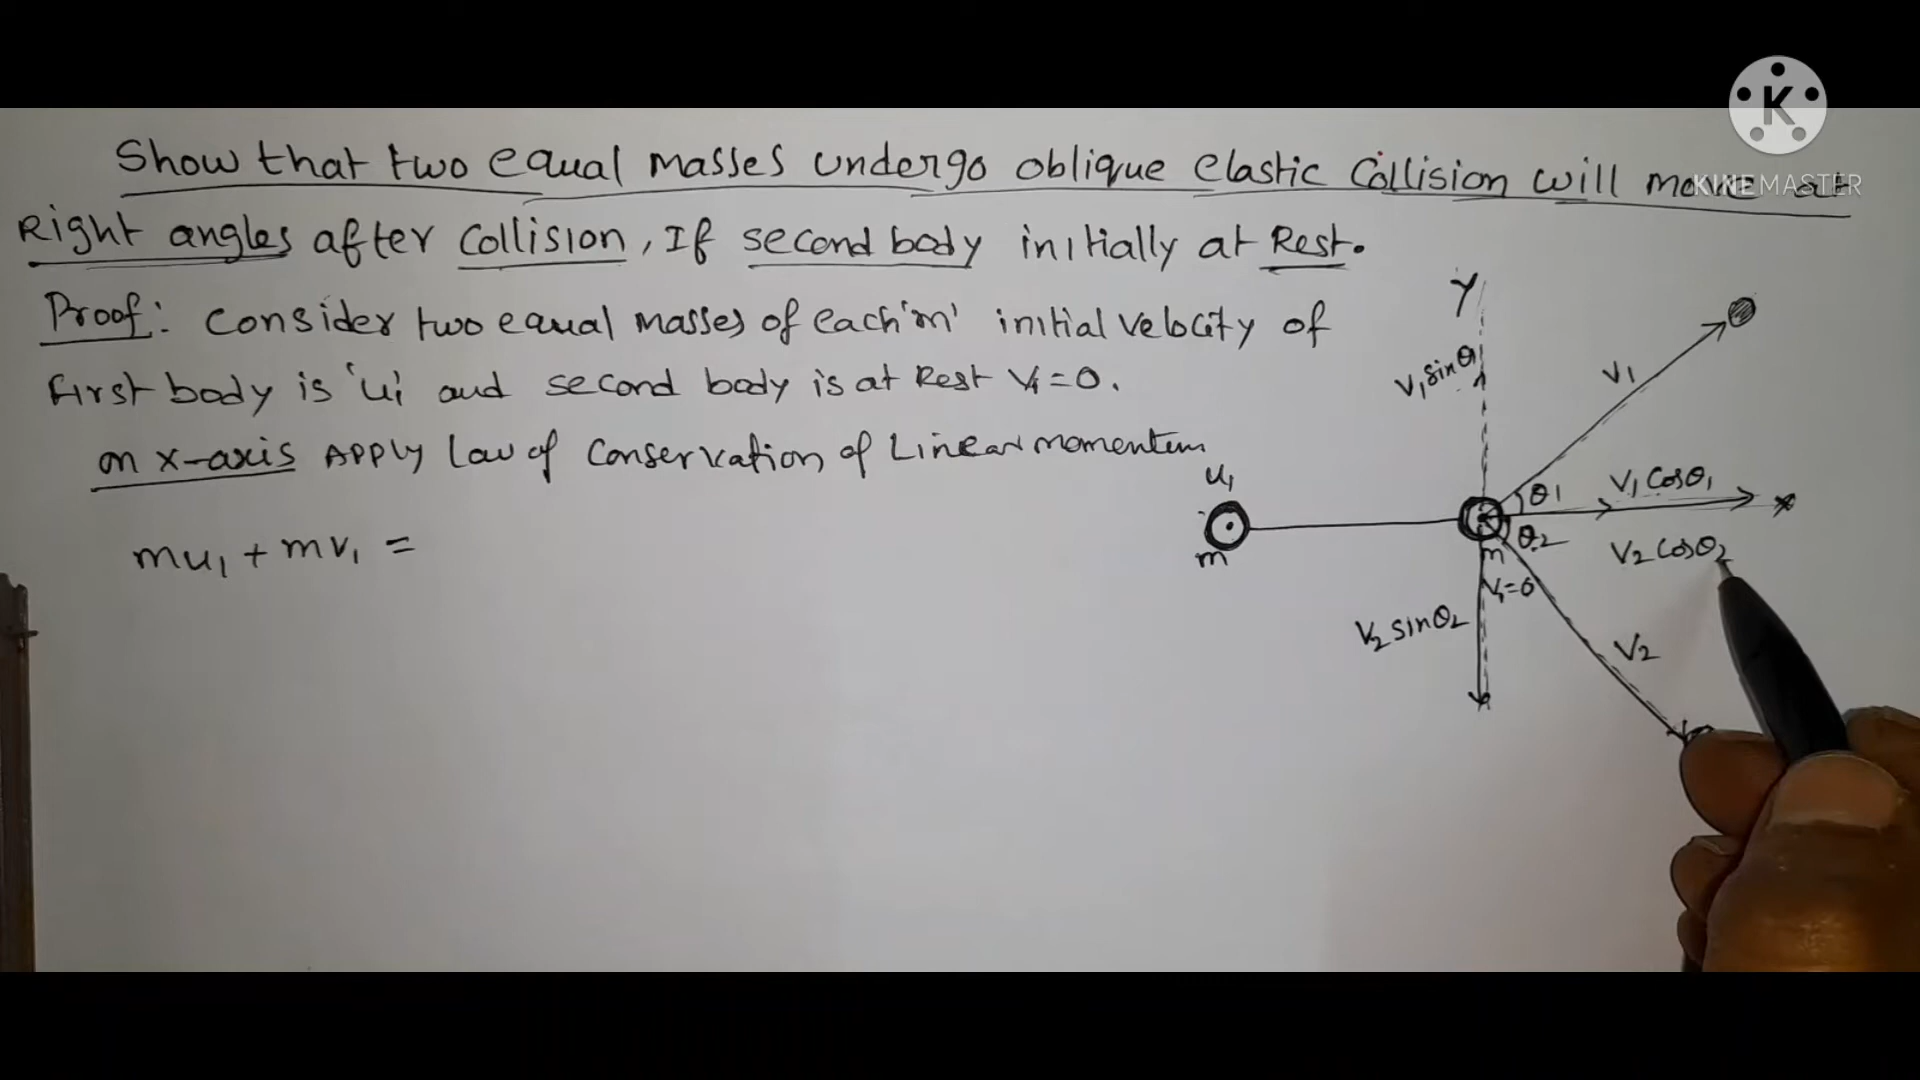 Show that two equal masses undergo oblique elastic Collision will move at
Right angles after collision, If second body initially at Rest.
Proof: Consider two equal masses of each 'm' initial velocity of
first body is 'u₁' and second body is at Rest V₁=0.
on x-axis APPly Law of Conservation of Linear momentum
mu₁ + mv₁ =
Y
V₁ sinθ₁
V₁
u₁
m
θ1
V₁ Cosθ₁
x
θ2
m
V₁=0
V₂ Cosθ₂
V₂ sinθ₂
V₂
K
KINEMASTER